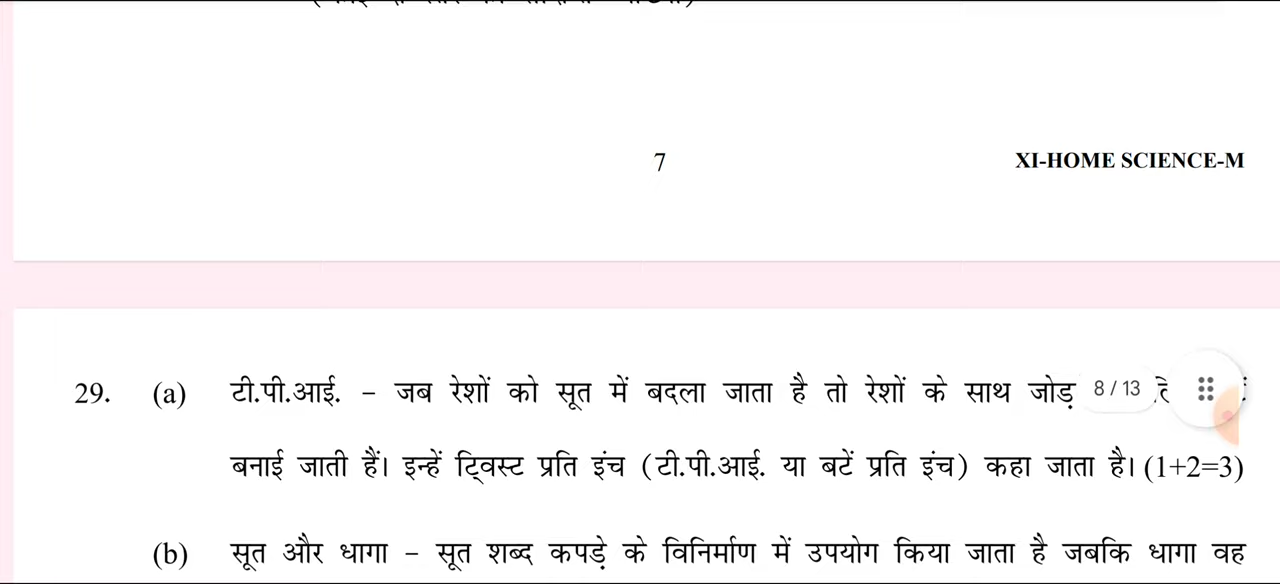 7
XI-HOME SCIENCE-M
29. (a) टी.पी.आई. – जब रेशों को सूत में बदला जाता है तो रेशों के साथ जोड़
8 / 13
बनाई जाती हैं। इन्हें ट्विस्ट प्रति इंच (टी.पी.आई. या बटें प्रति इंच) कहा जाता है। (1+2=3)
(b) सूत और धागा – सूत शब्द कपड़े के विनिर्माण में उपयोग किया जाता है जबकि धागा वह